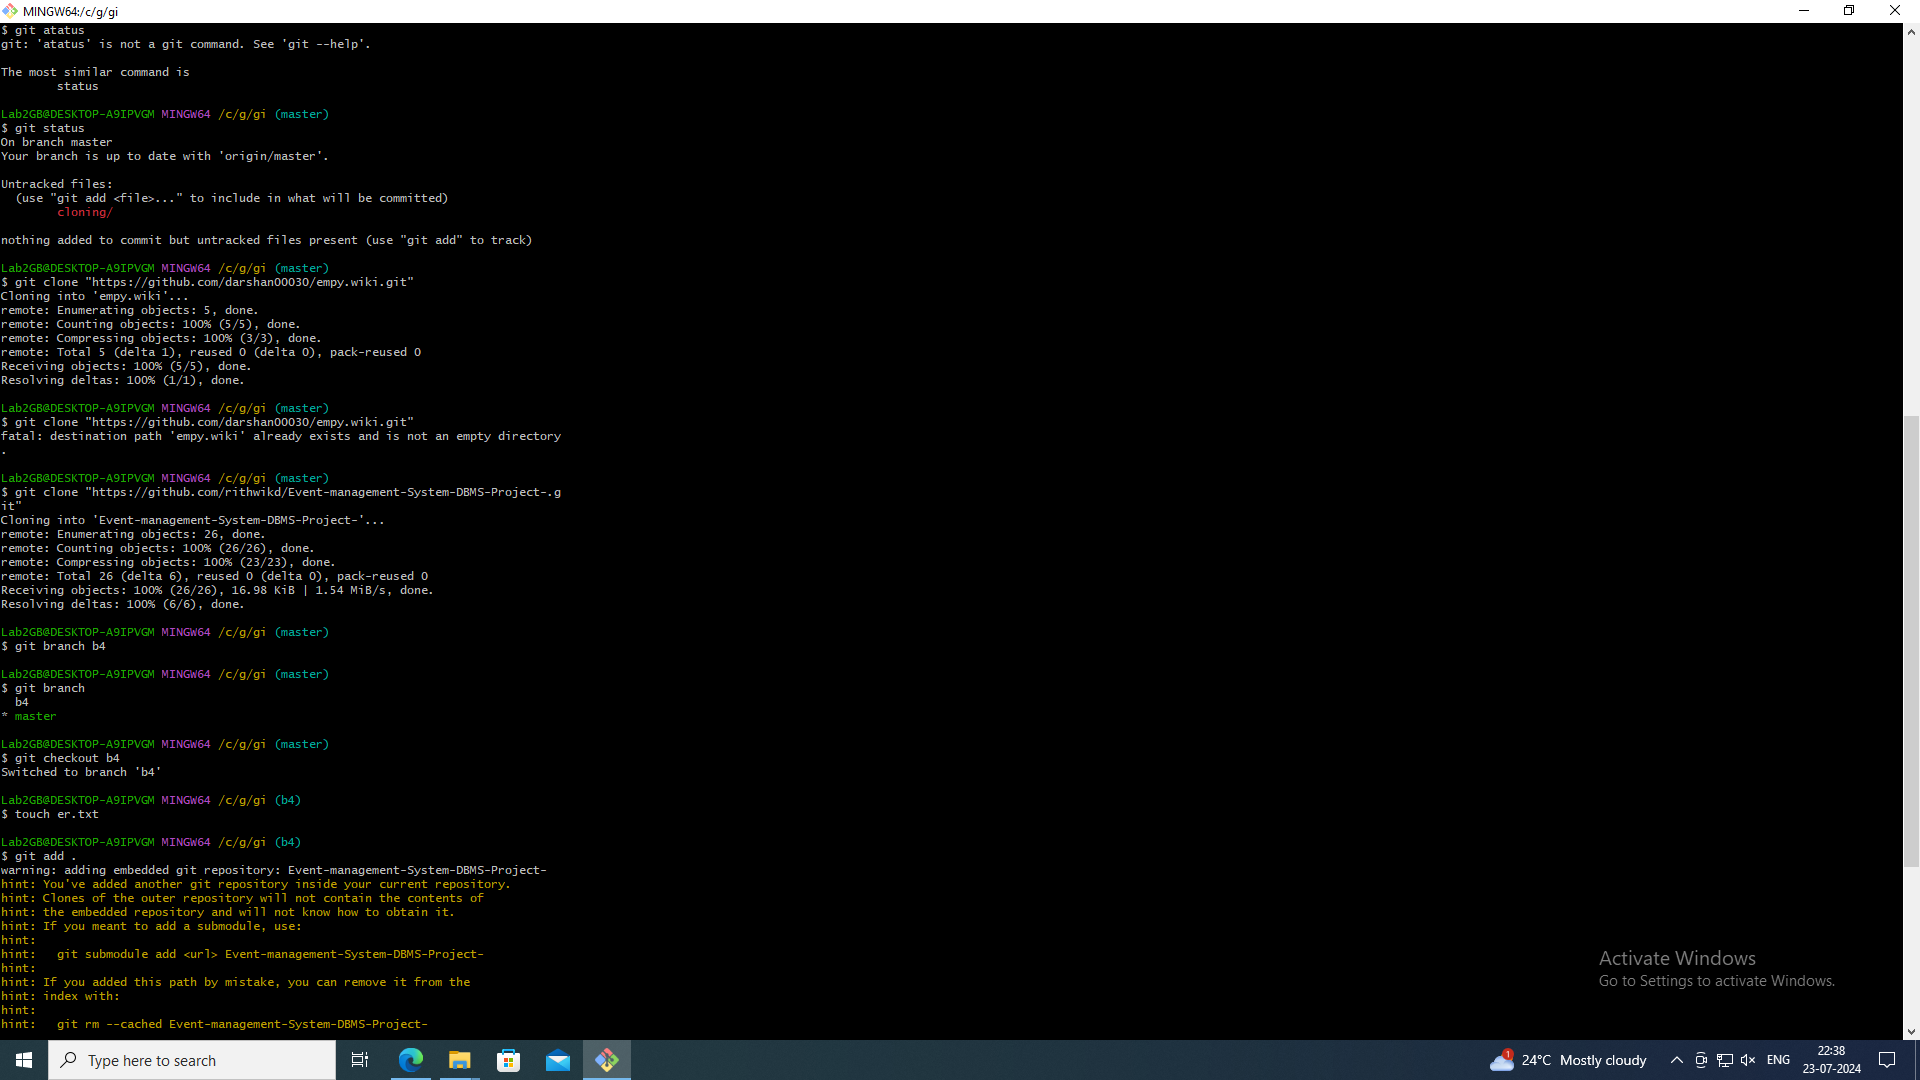 MINGW64:/c/g/gi
$ git atatus
git: 'atatus' is not a git command. See 'git --help'.
The most similar command is
status
Lab2GB@DESKTOP-A9IPVGM MINGW64 /c/g/gi (master)
$ git status
On branch master
Your branch is up to date with 'origin/master'.
Untracked files:
(use "git add <file>..." to include in what will be committed)
cloning/
nothing added to commit but untracked files present (use "git add" to track)
Lab2GB@DESKTOP-A9IPVGM MINGW64 /c/g/gi (master)
$ git clone "https://github.com/darshan00030/empy.wiki.git"
Cloning into 'empy.wiki'...
remote: Enumerating objects: 5, done.
remote: Counting objects: 100% (5/5), done.
remote: Compressing objects: 100% (3/3), done.
remote: Total 5 (delta 1), reused 0 (delta 0), pack-reused 0
Receiving objects: 100% (5/5), done.
Resolving deltas: 100% (1/1), done.
Lab2GB@DESKTOP-A9IPVGM MINGW64 /c/g/gi (master)
$ git clone "https://github.com/darshan00030/empy.wiki.git"
fatal: destination path 'empy.wiki' already exists and is not an empty directory
.
Lab2GB@DESKTOP-A9IPVGM MINGW64 /c/g/gi (master)
$ git clone "https://github.com/rithwikd/Event-management-System-DBMS-Project-.g
it"
Cloning into 'Event-management-System-DBMS-Project-'...
remote: Enumerating objects: 26, done.
remote: Counting objects: 100% (26/26), done.
remote: Compressing objects: 100% (23/23), done.
remote: Total 26 (delta 6), reused 0 (delta 0), pack-reused 0
Receiving objects: 100% (26/26), 16.98 KiB | 1.54 MiB/s, done.
Resolving deltas: 100% (6/6), done.
Lab2GB@DESKTOP-A9IPVGM MINGW64 /c/g/gi (master)
$ git branch b4
Lab2GB@DESKTOP-A9IPVGM MINGW64 /c/g/gi (master)
$ git branch
b4
* master
Lab2GB@DESKTOP-A9IPVGM MINGW64 /c/g/gi (master)
$ git checkout b4
Switched to branch 'b4'
Lab2GB@DESKTOP-A9IPVGM MINGW64 /c/g/gi (b4)
$ touch er.txt
Lab2GB@DESKTOP-A9IPVGM MINGW64 /c/g/gi (b4)
$ git add .
warning: adding embedded git repository: Event-management-System-DBMS-Project-
hint: You've added another git repository inside your current repository.
hint: Clones of the outer repository will not contain the contents of
hint: the embedded repository and will not know how to obtain it.
hint: If you meant to add a submodule, use:
hint:
hint:   git submodule add <url> Event-management-System-DBMS-Project-
hint:
hint: If you added this path by mistake, you can remove it from the
hint: index with:
hint:
hint:   git rm --cached Event-management-System-DBMS-Project-
Activate Windows
Go to Settings to activate Windows.
Type here to search
1
24°C Mostly cloudy
ENG
22:38
23-07-2024